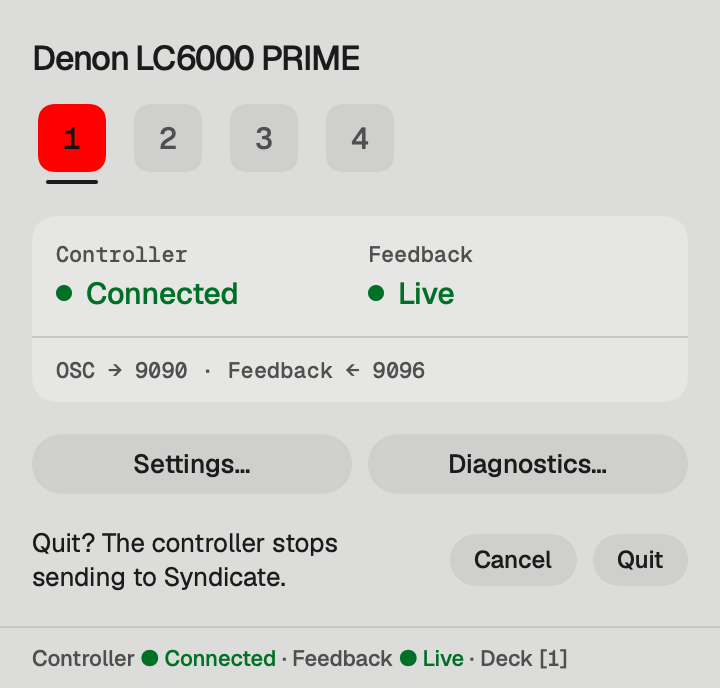 Denon LC6000 PRIME
1 2 3 4
Controller Feedback
Connected Live
OSC → 9090 · Feedback ← 9096
Settings… Diagnostics…
Quit? The controller stops
sending to Syndicate.
Cancel Quit
Controller ● Connected · Feedback ● Live · Deck [1]